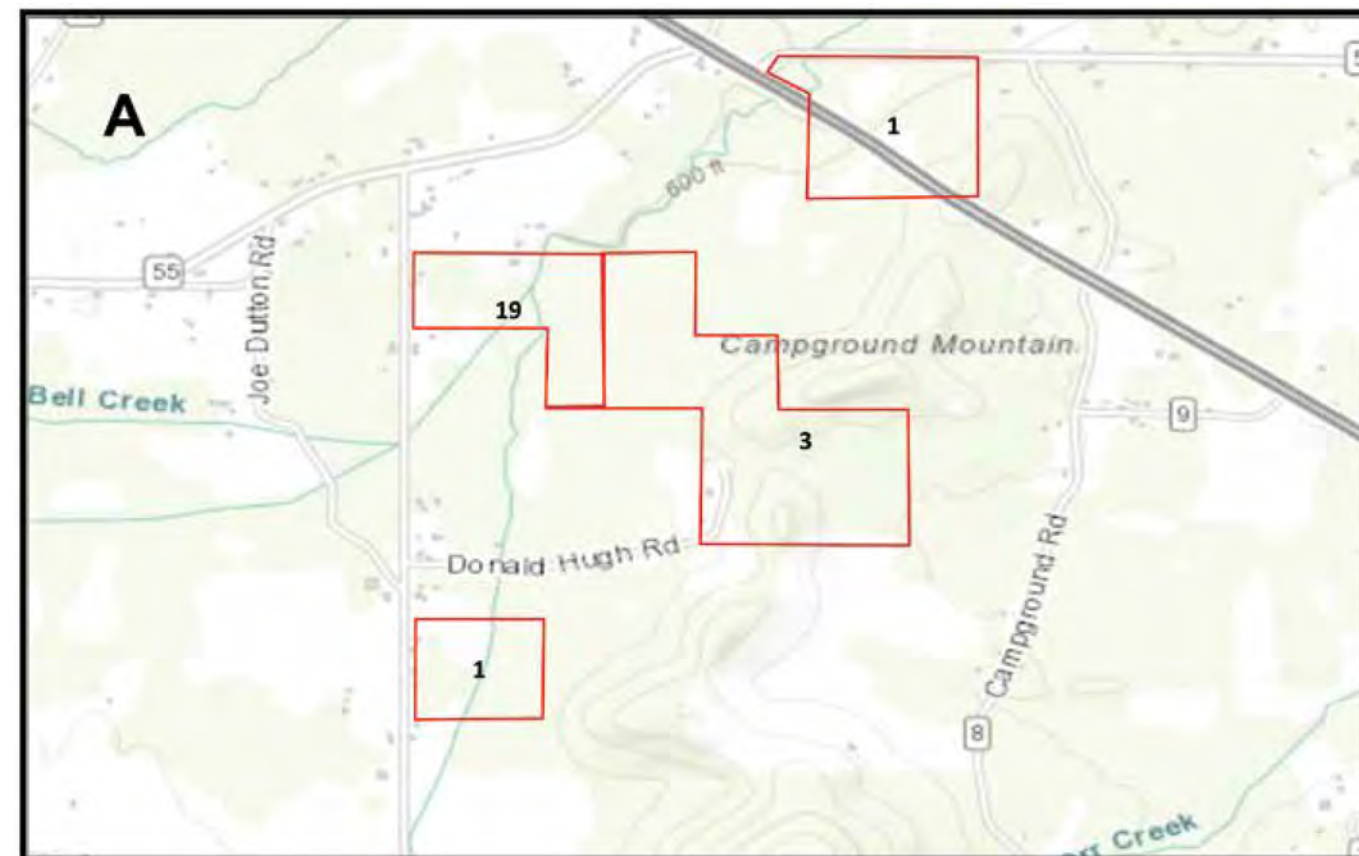 A
1
600 ft
55
Joe Dutton Rd
19
Campground Mountain
Bell Creek
9
3
Campground Rd
Donald Hugh Rd
1
8
Creek